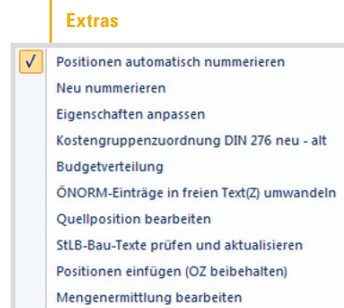 Extras
Positionen automatisch nummerieren
Neu nummerieren
Eigenschaften anpassen
Kostengruppenzuordnung DIN 276 neu - alt
Budgetverteilung
ÖNORM-Einträge in freien Text(Z) umwandeln
Quellposition bearbeiten
StLB-Bau-Texte prüfen und aktualisieren
Positionen einfügen (OZ beibehalten)
Mengenermittlung bearbeiten